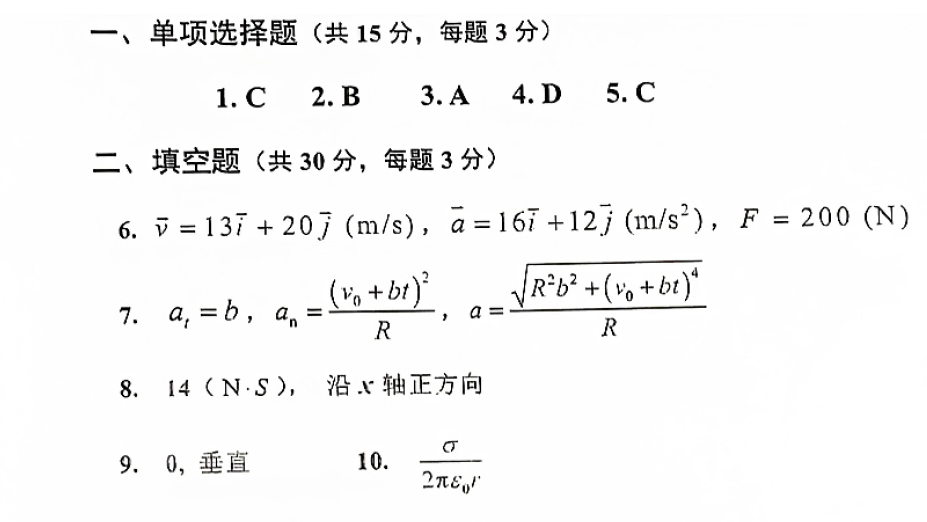 一、单项选择题（共 15 分，每题 3 分）
1. C 2. B 3. A 4. D 5. C
二、填空题（共 30 分，每题 3 分）
6. v̄ = 13ī + 20j̄ (m/s)，ā = 16ī + 12j̄ (m/s²)，F = 200 (N)
7. aₜ = b，aₙ = (v₀ + bt)²/R，a = √(R²b² + (v₀ + bt)⁴)/R
8. 14（N·S），沿 x 轴正方向
9. 0, 垂直 10. σ/(2πε₀r)